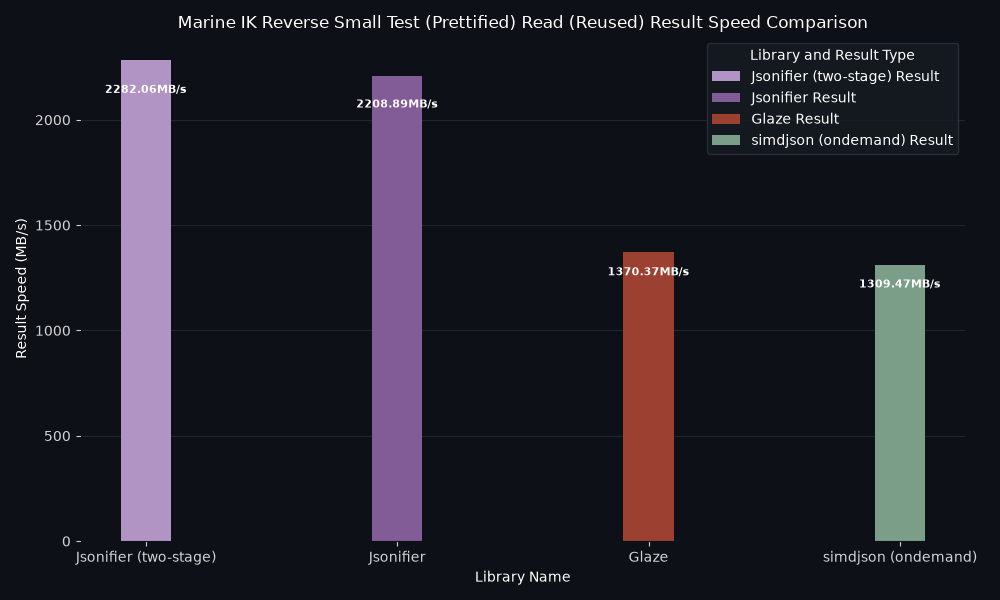 Marine IK Reverse Small Test (Prettified) Read (Reused) Result Speed Comparison
Library and Result Type
Jsonifier (two-stage) Result
Jsonifier Result
Glaze Result
simdjson (ondemand) Result
2282.06MB/s
2208.89MB/s
1370.37MB/s
1309.47MB/s
Result Speed (MB/s)
2000
1500
1000
500
0
Jsonifier (two-stage)
Jsonifier
Glaze
simdjson (ondemand)
Library Name